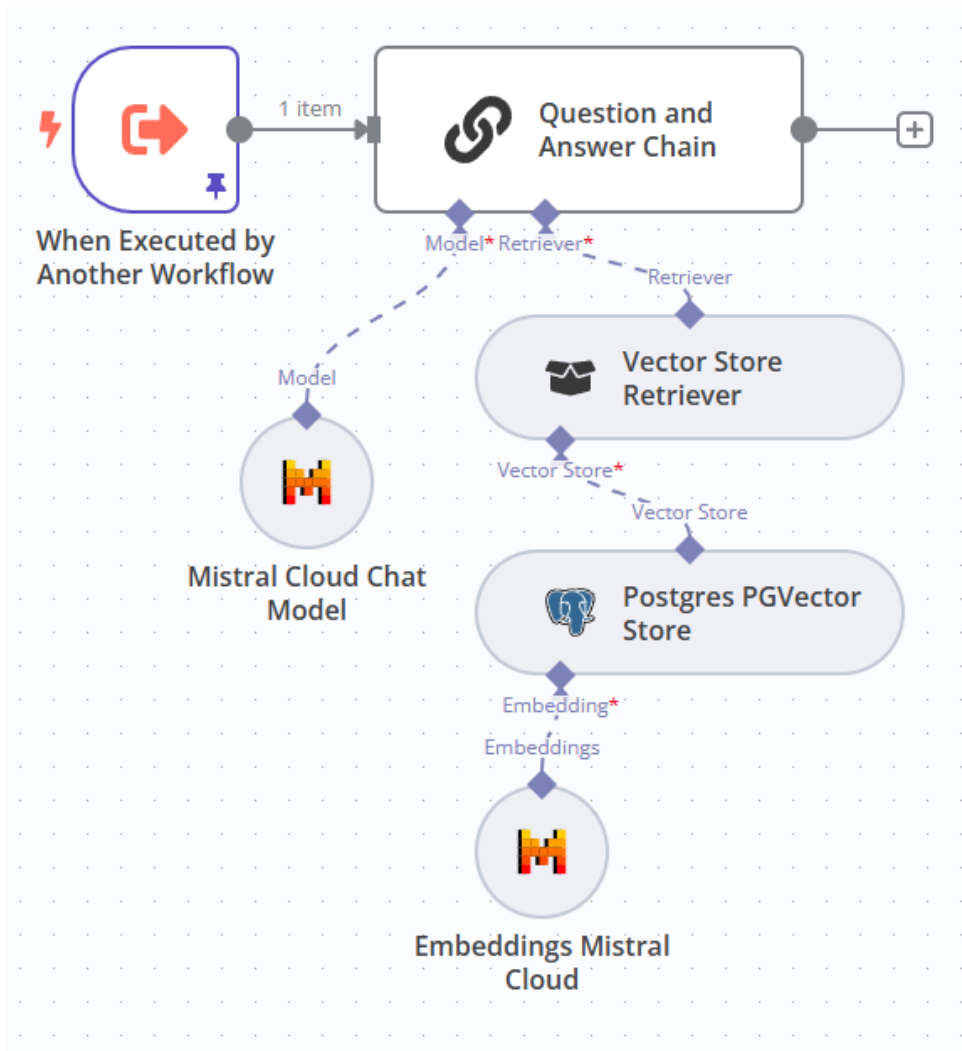 1 item
Question and
Answer Chain
When Executed by
Another Workflow
Model* Retriever*
Retriever
Model
Vector Store
Retriever
Vector Store*
Vector Store
Mistral Cloud Chat
Model
Postgres PGVector
Store
Embedding*
Embeddings
Embeddings Mistral
Cloud